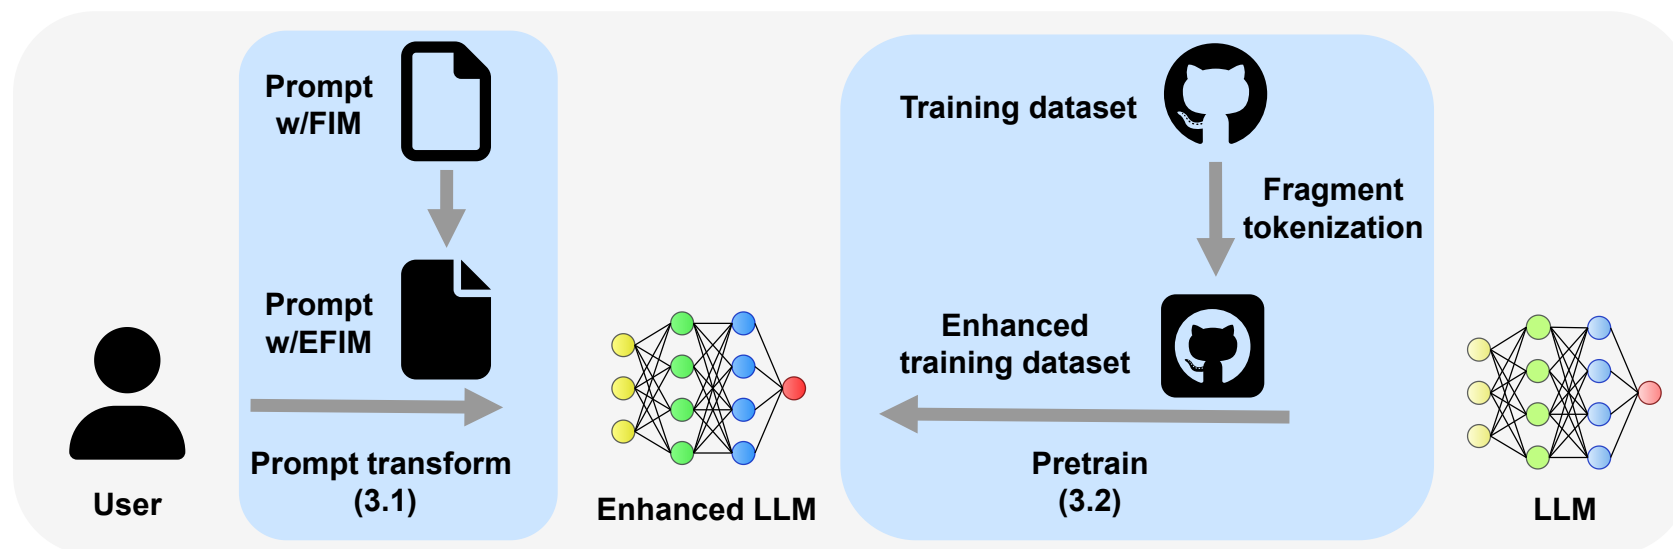 Prompt
w/FIM
Prompt
w/EFIM
Prompt transform
(3.1)
User
Enhanced LLM
Training dataset
Fragment
tokenization
Enhanced
training dataset
Pretrain
(3.2)
LLM